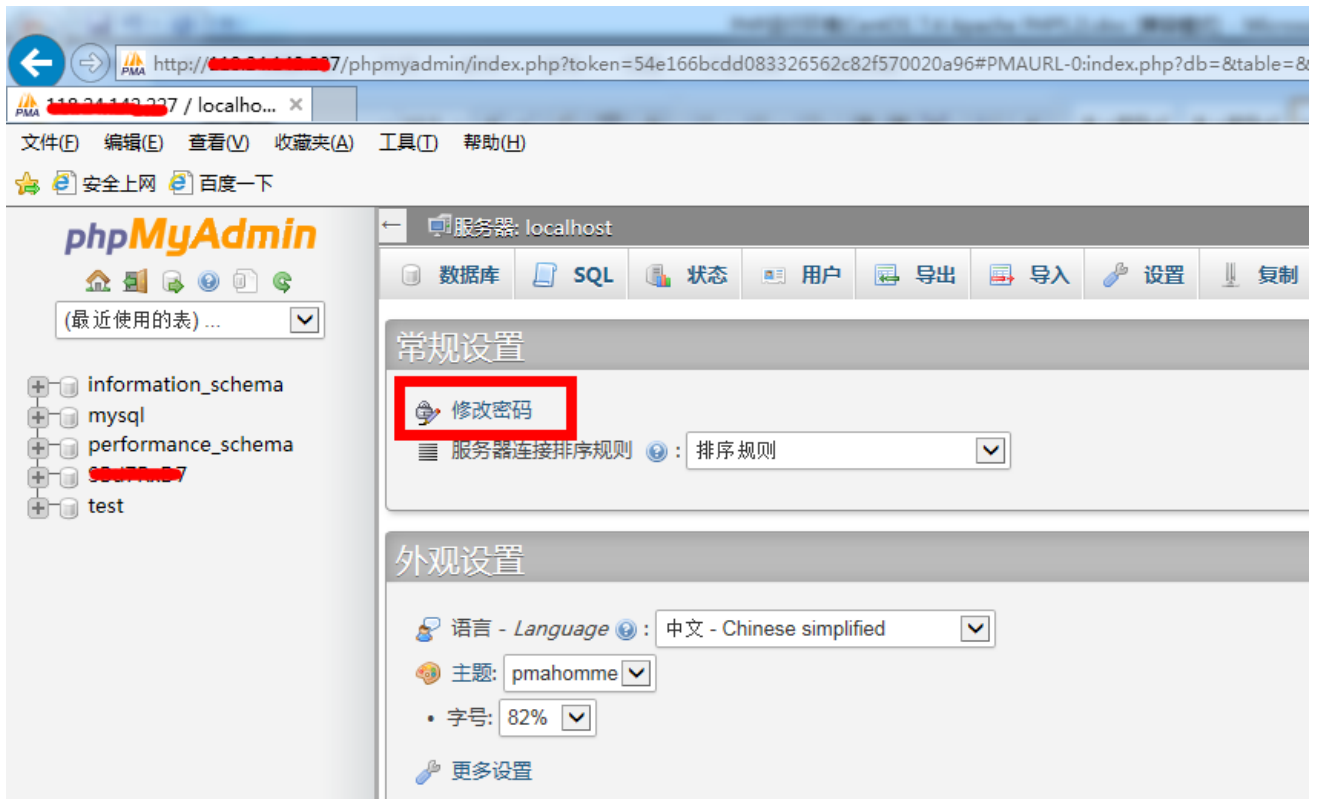 http://7/phpmyadmin/index.php?token=54e166bcdd083326562c82f570020a96#PMAURL-0:index.php?db=&table=&
PMA 7 / localho... ×
文件(F) 编辑(E) 查看(V) 收藏夹(A) 工具(T) 帮助(H)
安全上网 百度一下
phpMyAdmin
(最近使用的表) ...
information_schema
mysql
performance_schema
test
服务器: localhost
数据库 SQL 状态 用户 导出 导入 设置 复制
常规设置
修改密码
服务器连接排序规则 : 排序规则
外观设置
语言 - Language : 中文 - Chinese simplified
主题: pmahomme
• 字号: 82%
更多设置